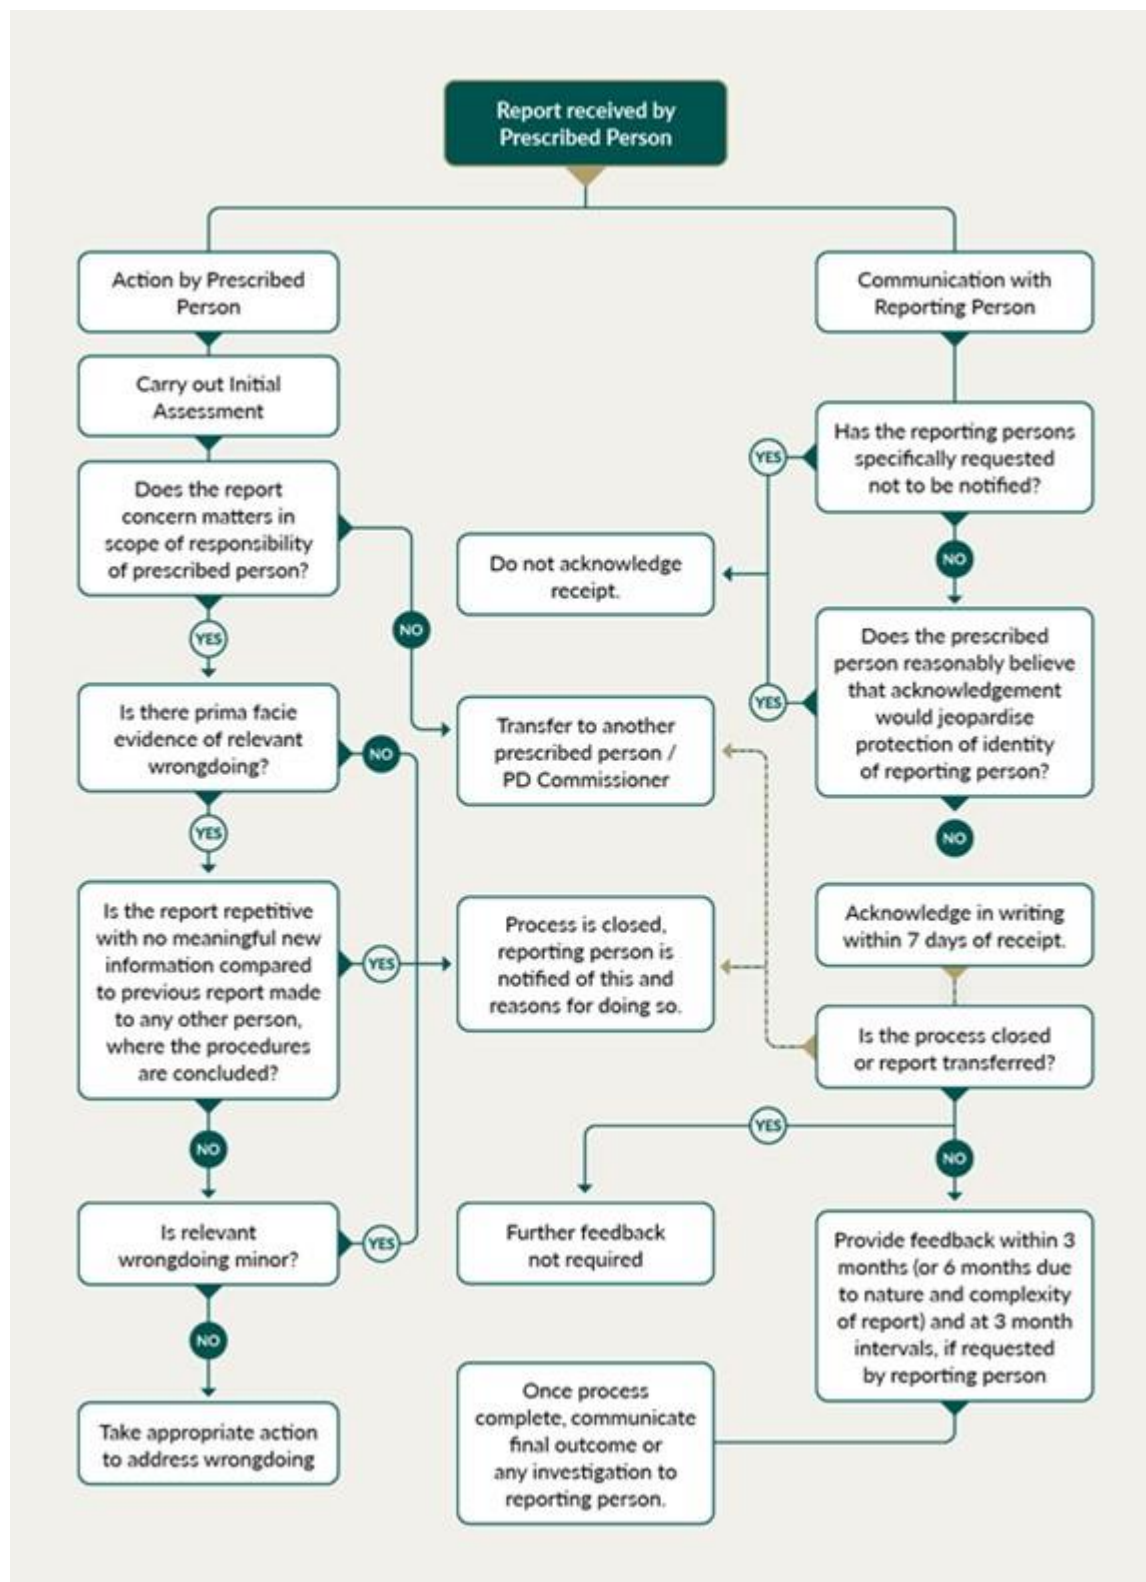 Report received by
Prescribed Person
Action by Prescribed
Person
Carry out Initial
Assessment
Does the report
concern matters in
scope of responsibility
of prescribed person?
YES
NO
Is there prima facie
evidence of relevant
wrongdoing?
NO
YES
Is the report repetitive
with no meaningful new
information compared
to previous report made
to any other person,
where the procedures
are concluded?
YES
NO
Is relevant
wrongdoing minor?
YES
NO
Take appropriate action
to address wrongdoing
Do not acknowledge
receipt.
Transfer to another
prescribed person /
PD Commissioner
Process is closed,
reporting person is
notified of this and
reasons for doing so.
Communication with
Reporting Person
Has the reporting persons
specifically requested
not to be notified?
YES
NO
Does the prescribed
person reasonably believe
that acknowledgement
would jeopardise
protection of identity
of reporting person?
YES
NO
Acknowledge in writing
within 7 days of receipt.
Is the process closed
or report transferred?
YES
NO
Further feedback
not required
Provide feedback within 3
months (or 6 months due
to nature and complexity
of report) and at 3 month
intervals, if requested
by reporting person
Once process
complete, communicate
final outcome or
any investigation to
reporting person.